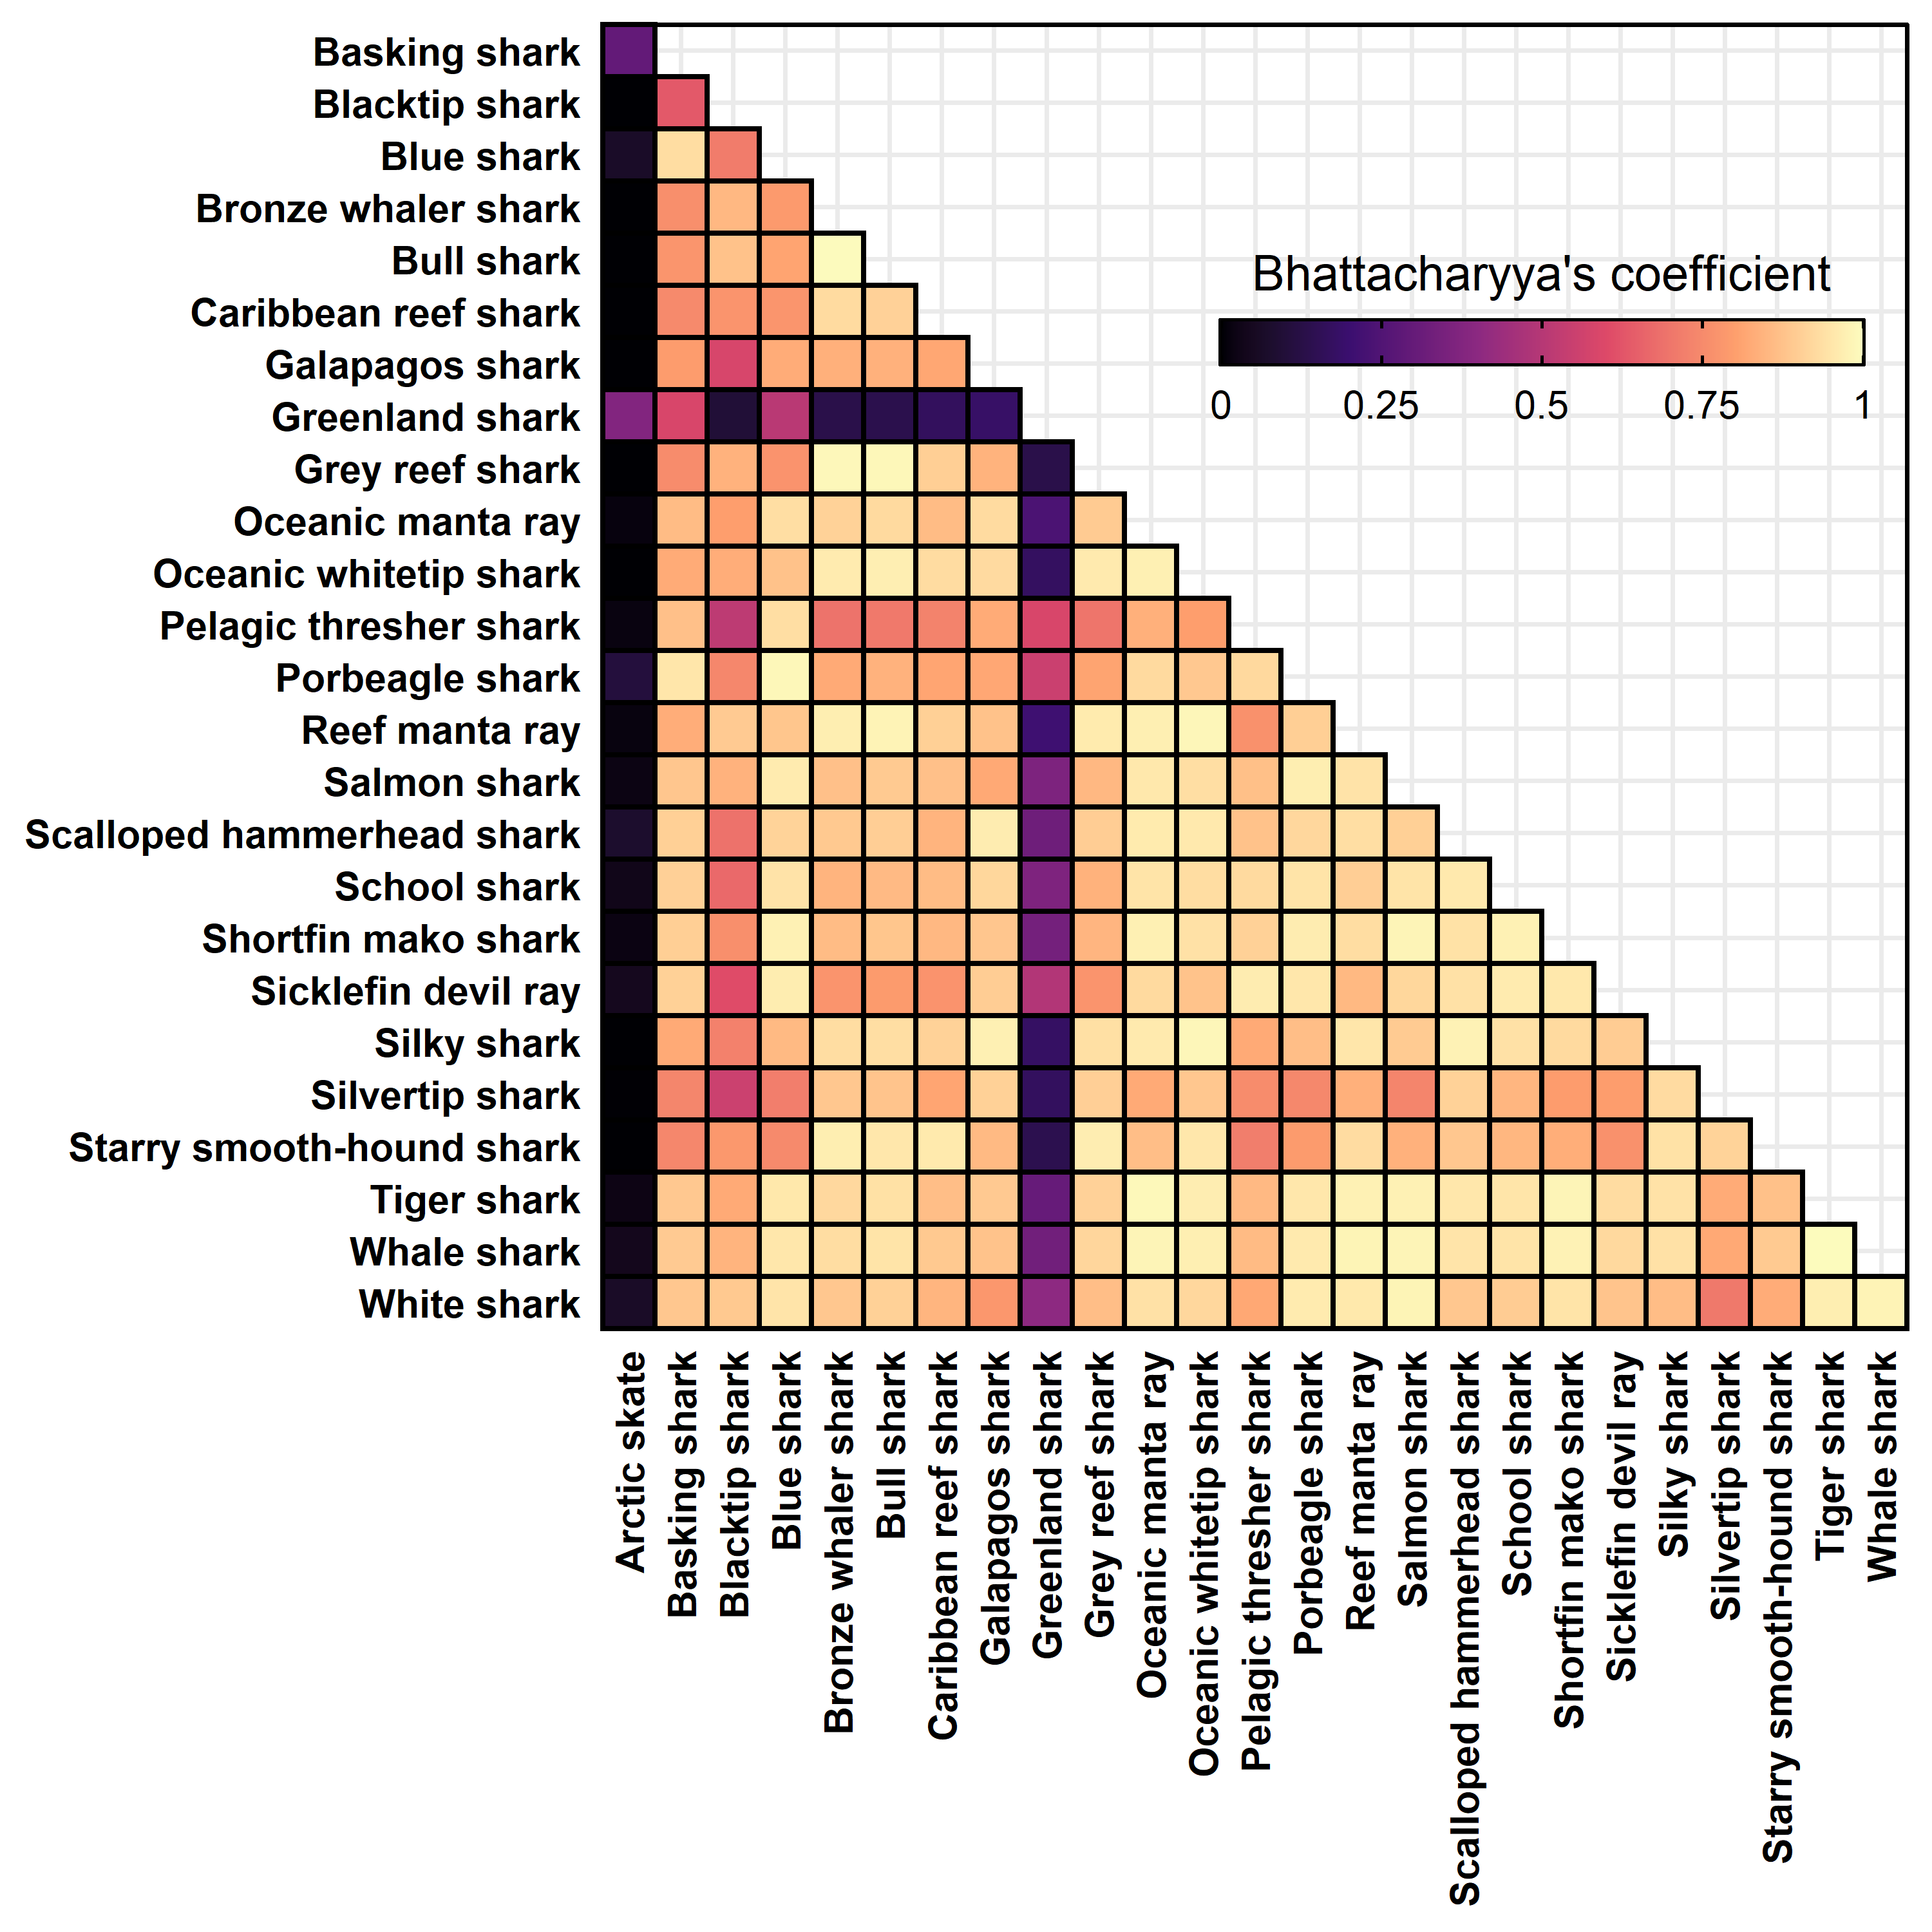 Basking shark
Blacktip shark
Blue shark
Bronze whaler shark
Bull shark
Caribbean reef shark
Galapagos shark
Greenland shark
Grey reef shark
Oceanic manta ray
Oceanic whitetip shark
Pelagic thresher shark
Porbeagle shark
Reef manta ray
Salmon shark
Scalloped hammerhead shark
School shark
Shortfin mako shark
Sicklefin devil ray
Silky shark
Silvertip shark
Starry smooth-hound shark
Tiger shark
Whale shark
White shark
Bhattacharyya's coefficient
0 0.25 0.5 0.75 1
Arctic skate
Basking shark
Blacktip shark
Blue shark
Bronze whaler shark
Bull shark
Caribbean reef shark
Galapagos shark
Greenland shark
Grey reef shark
Oceanic manta ray
Oceanic whitetip shark
Pelagic thresher shark
Porbeagle shark
Reef manta ray
Salmon shark
Scalloped hammerhead shark
School shark
Shortfin mako shark
Sicklefin devil ray
Silky shark
Silvertip shark
Starry smooth-hound shark
Tiger shark
Whale shark